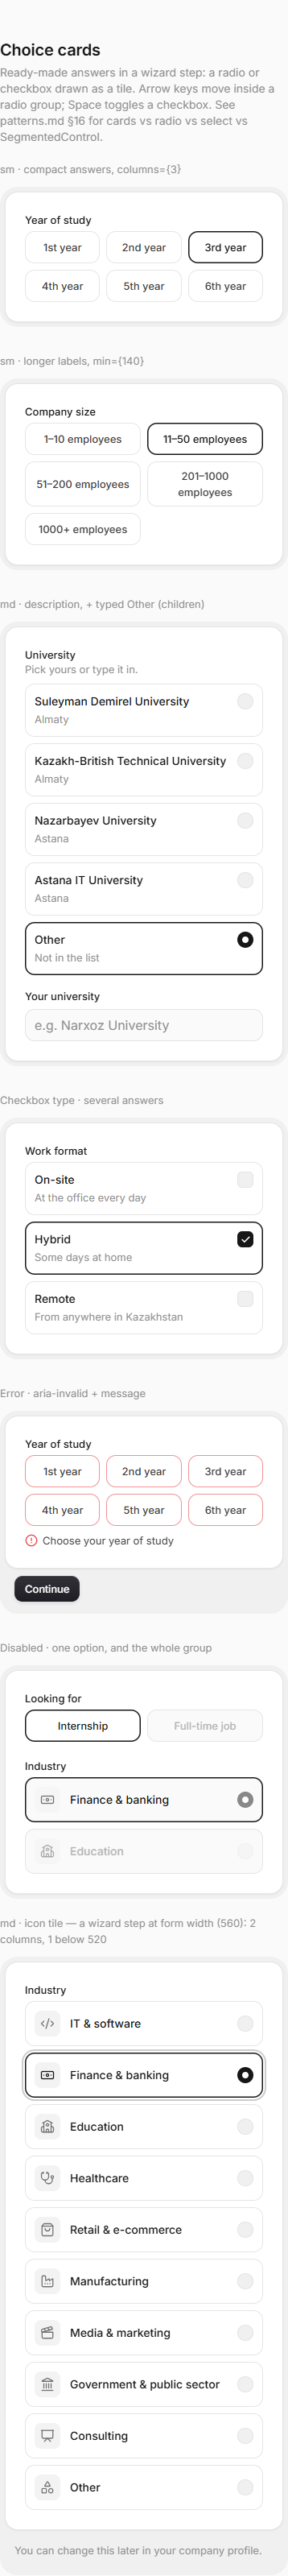 Choice cards
Ready-made answers in a wizard step: a radio or
checkbox drawn as a tile. Arrow keys move inside a
radio group; Space toggles a checkbox. See
patterns.md §16 for cards vs radio vs select vs
SegmentedControl.
sm · compact answers, columns={3}
Year of study
1st year
2nd year
3rd year
4th year
5th year
6th year
sm · longer labels, min={140}
Company size
1–10 employees
11–50 employees
51–200 employees
201–1000
employees
1000+ employees
md · description, + typed Other (children)
University
Pick yours or type it in.
Suleyman Demirel University
Almaty
Kazakh-British Technical University
Almaty
Nazarbayev University
Astana
Astana IT University
Astana
Other
Not in the list
Your university
e.g. Narxoz University
Checkbox type · several answers
Work format
On-site
At the office every day
Hybrid
Some days at home
Remote
From anywhere in Kazakhstan
Error · aria-invalid + message
Year of study
1st year
2nd year
3rd year
4th year
5th year
6th year
Choose your year of study
Continue
Disabled · one option, and the whole group
Looking for
Internship
Full-time job
Industry
Finance & banking
Education
md · icon tile — a wizard step at form width (560): 2
columns, 1 below 520
Industry
IT & software
Finance & banking
Education
Healthcare
Retail & e-commerce
Manufacturing
Media & marketing
Government & public sector
Consulting
Other
You can change this later in your company profile.